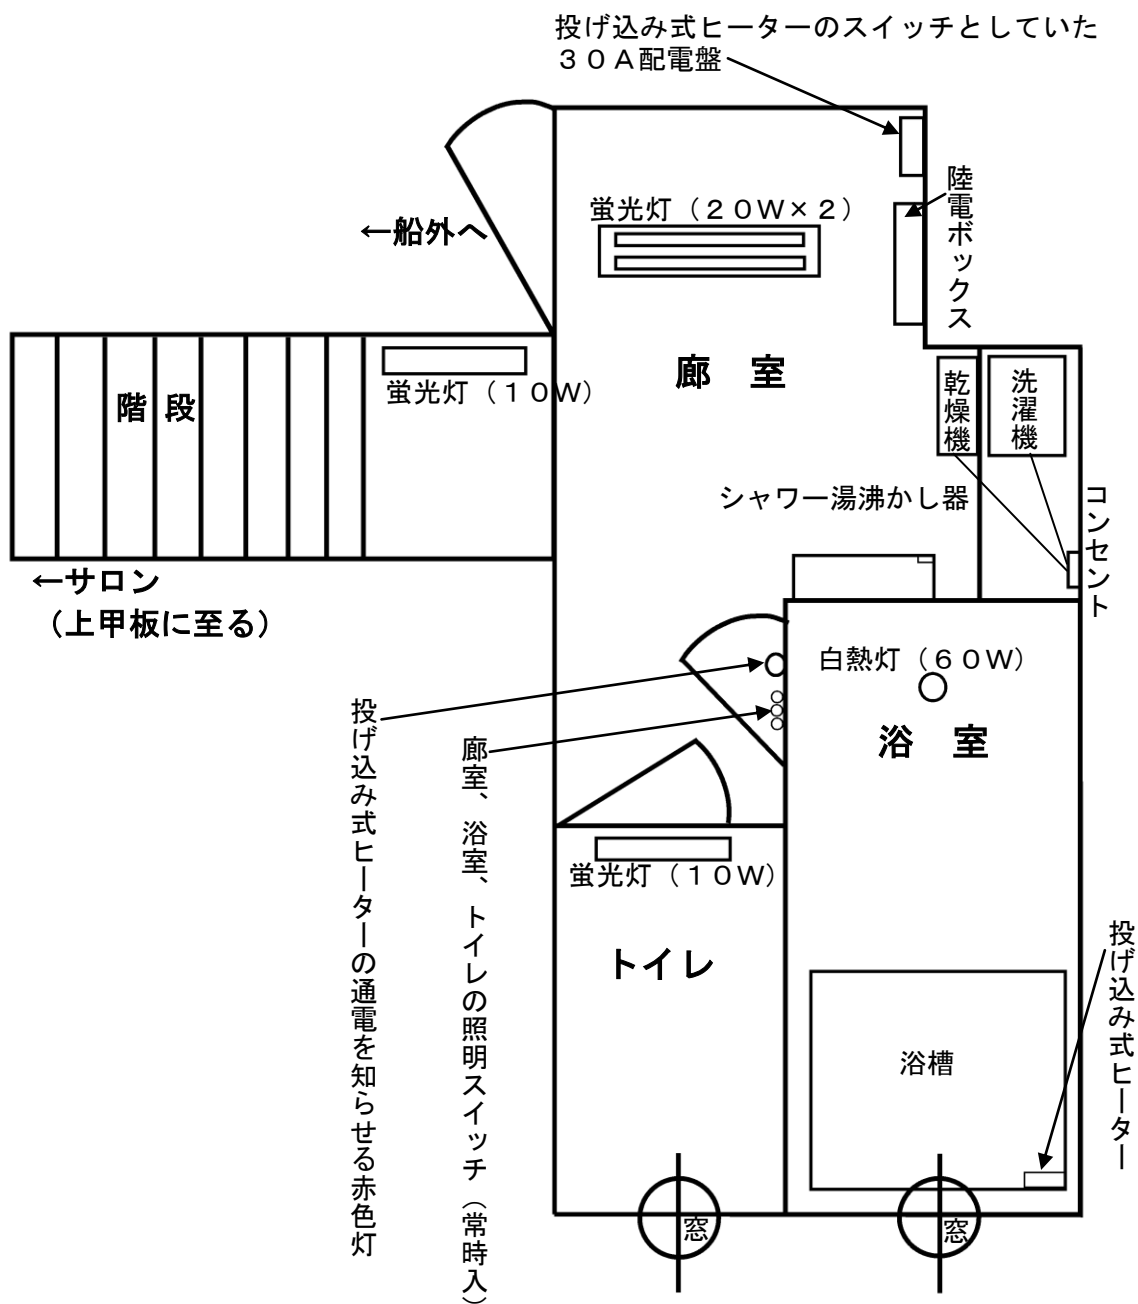 投げ込み式ヒーターのスイッチとしていた
３０Ａ配電盤
陸電ボックス
蛍光灯（２０Ｗ×２）
←船外へ
廊　室
蛍光灯（１０Ｗ）
階 段
乾燥機
洗濯機
シャワー湯沸かし器
コンセント
←サロン
（上甲板に至る）
白熱灯（６０Ｗ）
浴　室
投げ込み式ヒーターの通電を知らせる赤色灯
廊室、浴室、トイレの照明スイッチ（常時入）
蛍光灯（１０Ｗ）
トイレ
投げ込み式ヒーター
浴槽
窓
窓